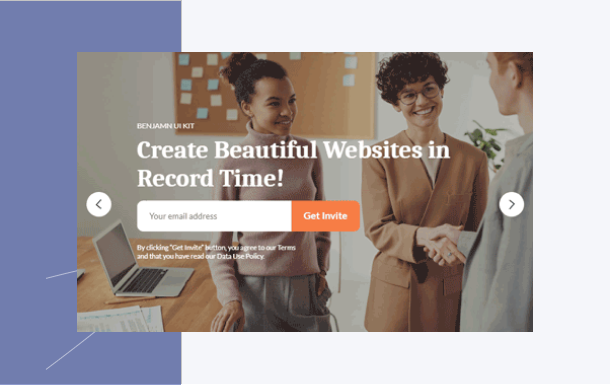 BENJAMN UI KIT
Create Beautiful Websites in
Record Time!
Your email address
Get Invite
By clicking "Get Invite" button, you agree to our Terms
and that you have read our Data Use Policy.